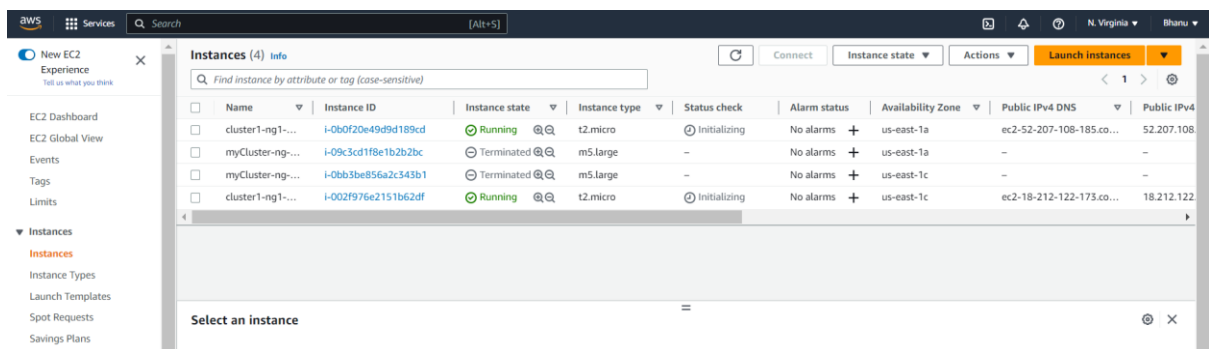 aws Services Search [Alt+S] N. Virginia Bhanu
New EC2 Experience
Tell us what you think
EC2 Dashboard
EC2 Global View
Events
Tags
Limits
Instances
Instances
Instance Types
Launch Templates
Spot Requests
Savings Plans
Instances (4) Info Connect Instance state Actions Launch instances
Find instance by attribute or tag (case-sensitive) 1
Name Instance ID Instance state Instance type Status check Alarm status Availability Zone Public IPv4 DNS Public IPv4
cluster1-ng1-... i-0b0f20e49d9d189cd Running t2.micro Initializing No alarms + us-east-1a ec2-52-207-108-185.co... 52.207.108.
myCluster-ng-... i-09c3cd1f8e1b2b2bc Terminated m5.large – No alarms + us-east-1a – –
myCluster-ng-... i-0bb3be856a2c343b1 Terminated m5.large – No alarms + us-east-1c – –
cluster1-ng1-... i-002f976e2151b62df Running t2.micro Initializing No alarms + us-east-1c ec2-18-212-122-173.co... 18.212.122.
Select an instance